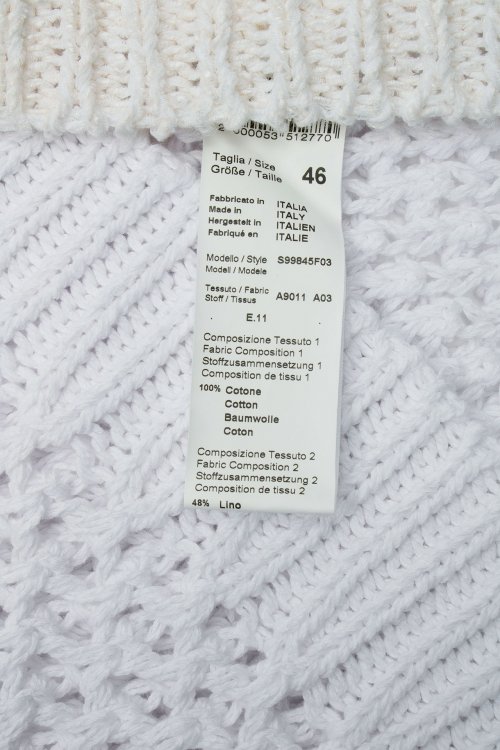 2 000053 512770
Taglia / Size
Größe / Taille 46
Fabbricato in ITALIA
Made in ITALY
Hergestelt in ITALIEN
Fabriqué en ITALIE
Modello / Style S99845F03
Modell / Modele
Tessuto / Fabric
Stoff / Tissus A9011 A03
E.11
Composizione Tessuto 1
Fabric Composition 1
Stoffzusammensetzung 1
Composition de tissu 1
100% Cotone
Cotton
Baumwolle
Coton
Composizione Tessuto 2
Fabric Composition 2
Stoffzusammensetzung 2
Composition de tissu 2
48% Lino